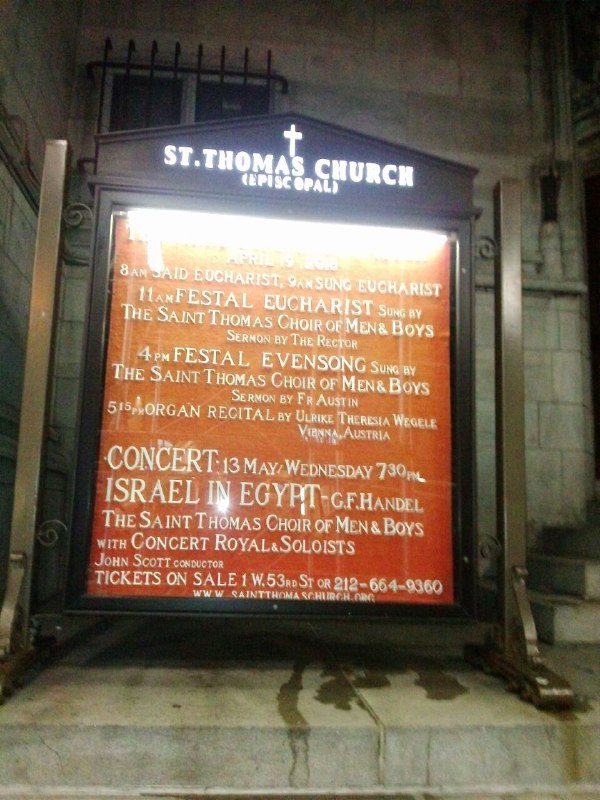 ST. THOMAS CHURCH
(EPISCOPAL)
APRIL 19, 2015
8AM SAID EUCHARIST, 9AM SUNG EUCHARIST
11AM FESTAL EUCHARIST SUNG BY
THE SAINT THOMAS CHOIR OF MEN & BOYS
SERMON BY THE RECTOR
4PM FESTAL EVENSONG SUNG BY
THE SAINT THOMAS CHOIR OF MEN & BOYS
SERMON BY FR AUSTIN
515PM ORGAN RECITAL BY ULRIKE THERESIA WEGELE
VIENNA, AUSTRIA
CONCERT: 13 MAY, WEDNESDAY 730PM
ISRAEL IN EGYPT - G.F. HANDEL
THE SAINT THOMAS CHOIR OF MEN & BOYS
WITH CONCERT ROYAL & SOLOISTS
JOHN SCOTT CONDUCTOR
TICKETS ON SALE 1 W. 53RD ST OR 212-664-9360
WWW.SAINTTHOMASCHURCH.ORG